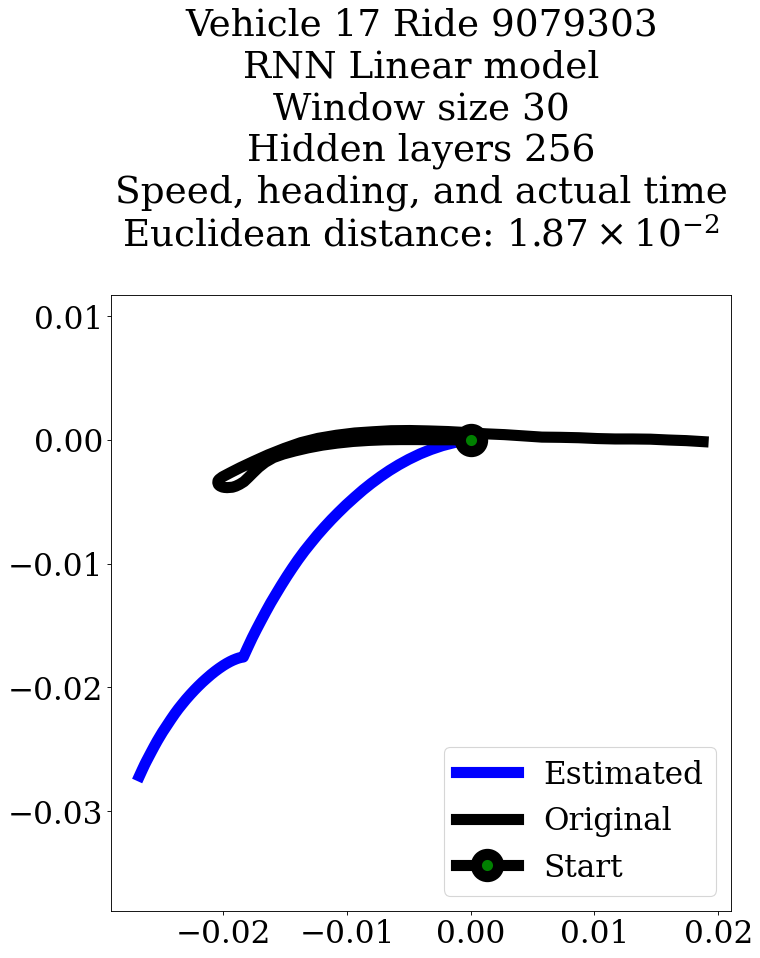 Vehicle 17 Ride 9079303
RNN Linear model
Window size 30
Hidden layers 256
Speed, heading, and actual time
Euclidean distance: 1.87 × 10⁻²
0.01
0.00
−0.01
−0.02
−0.03
Estimated
Original
Start
−0.02 −0.01 0.00 0.01 0.02